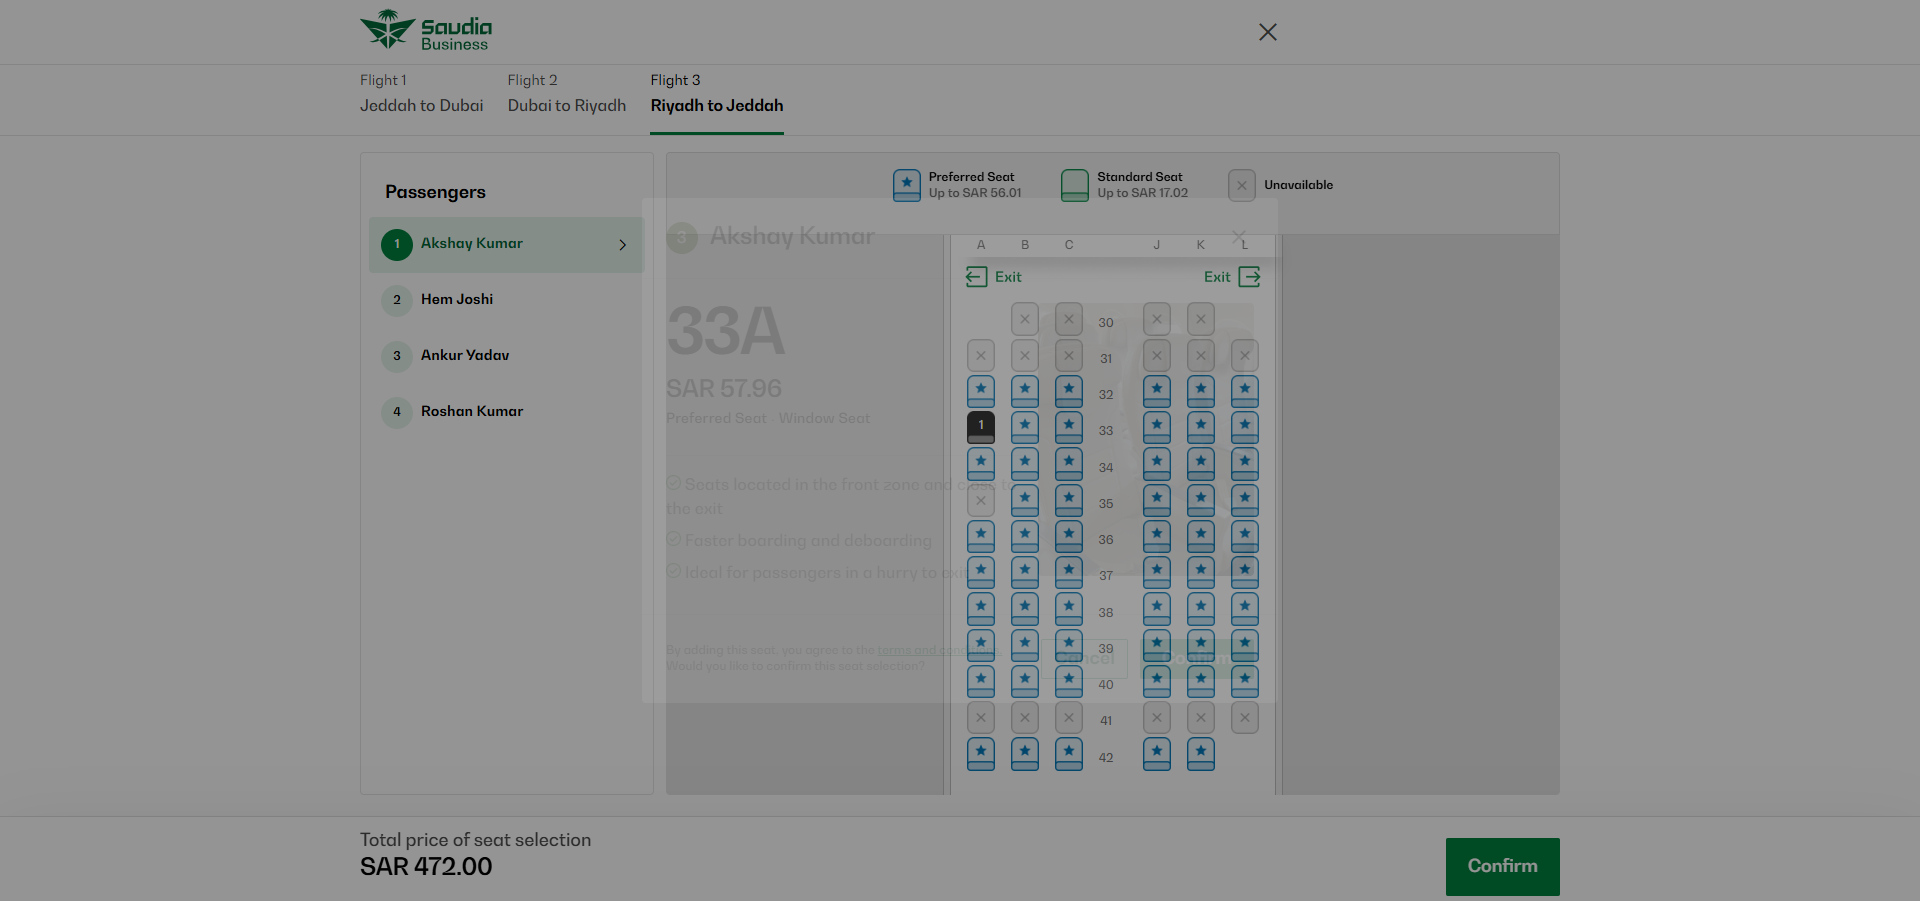 Saudia
Business
Flight 1
Jeddah to Dubai
Flight 2
Dubai to Riyadh
Flight 3
Riyadh to Jeddah
Passengers
1 Akshay Kumar
2 Hem Joshi
3 Ankur Yadav
4 Roshan Kumar
Preferred Seat
Up to SAR 56.01
Standard Seat
Up to SAR 17.02
Unavailable
3 Akshay Kumar
33A
SAR 57.96
Preferred Seat - Window Seat
Seats located in the front zone and close to
the exit
Faster boarding and deboarding
Ideal for passengers in a hurry to exit
By adding this seat, you agree to the terms and conditions.
Would you like to confirm this seat selection?
Cancel
Confirm
A B C J K L
Exit Exit
30
31
32
1 33
34
35
36
37
38
39
40
41
42
Total price of seat selection
SAR 472.00
Confirm